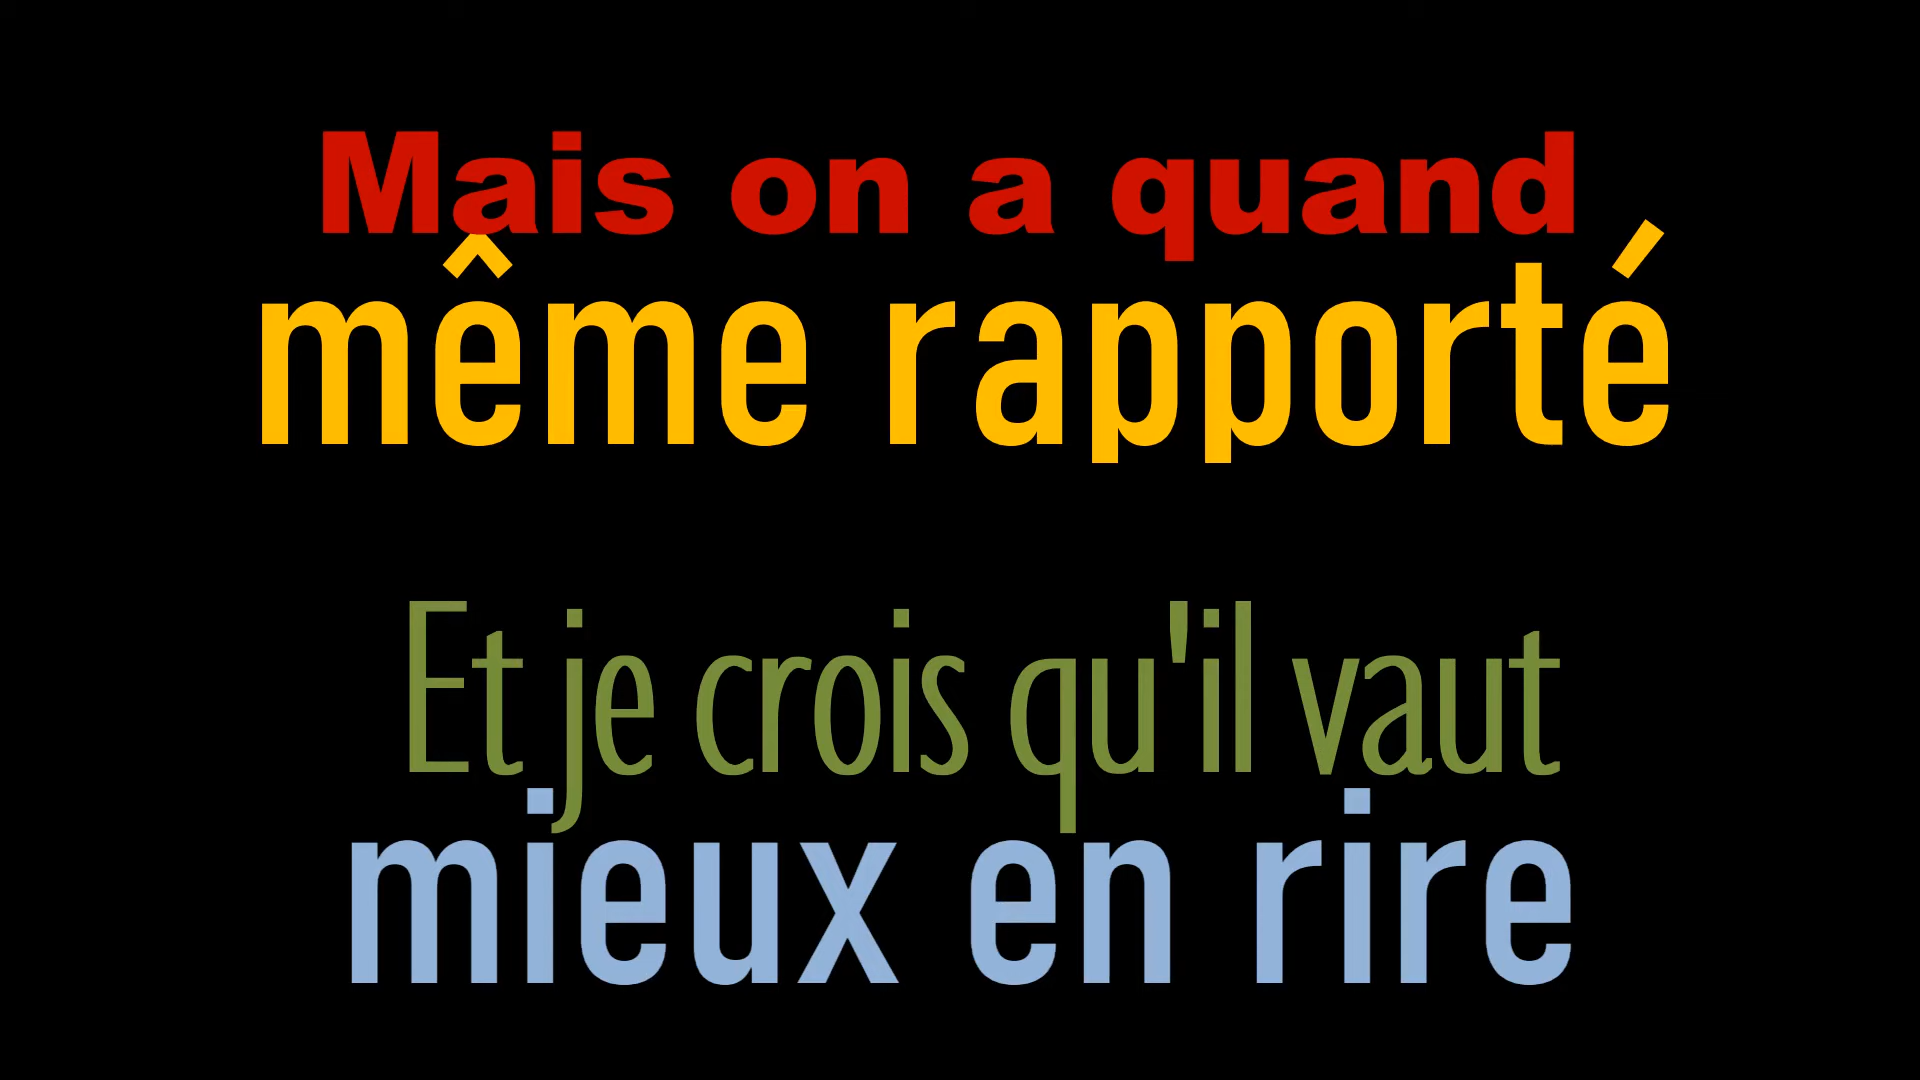 Mais on a quand
même rapporté
Et je crois qu'il vaut
mieux en rire